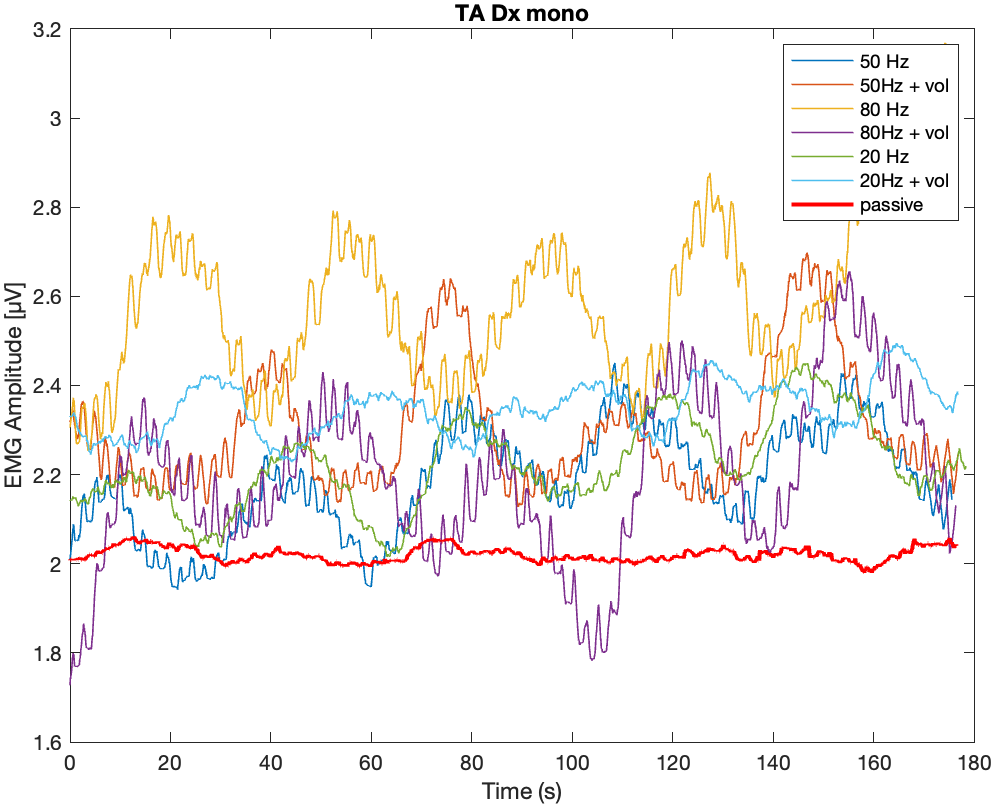 TA Dx mono
EMG Amplitude [µV]
3.2
3
2.8
2.6
2.4
2.2
2
1.8
1.6
50 Hz
50Hz + vol
80 Hz
80Hz + vol
20 Hz
20Hz + vol
passive
0 20 40 60 80 100 120 140 160 180
Time (s)